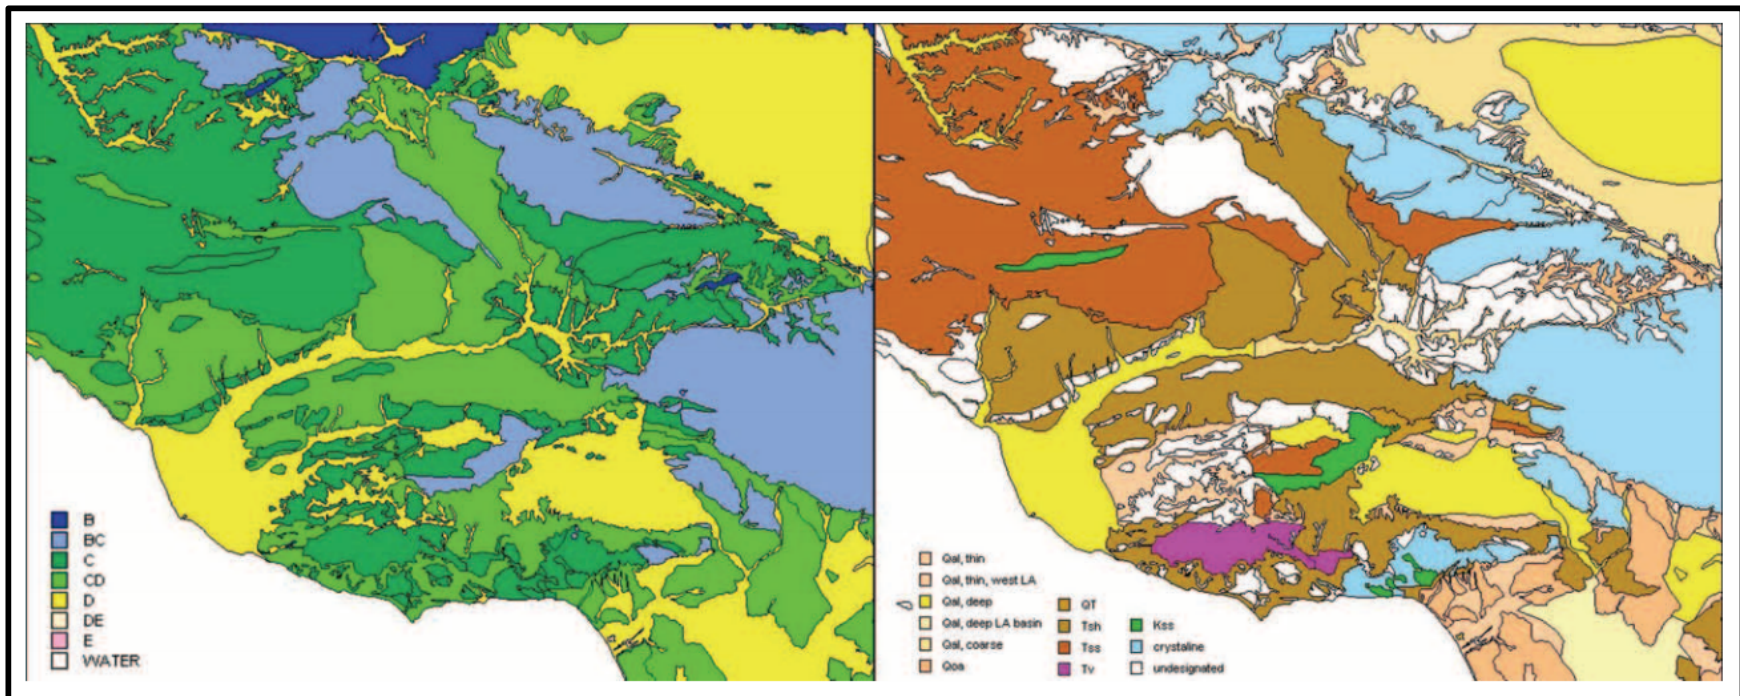 B
BC
C
CD
D
DE
E
WATER
Qal, thin
Qal, thin, west LA
Qal, deep
Qal, deep LA basin
Qal, coarse
Qoa
QT
Tsh
Tss
Tv
Kss
crystaline
undesignated